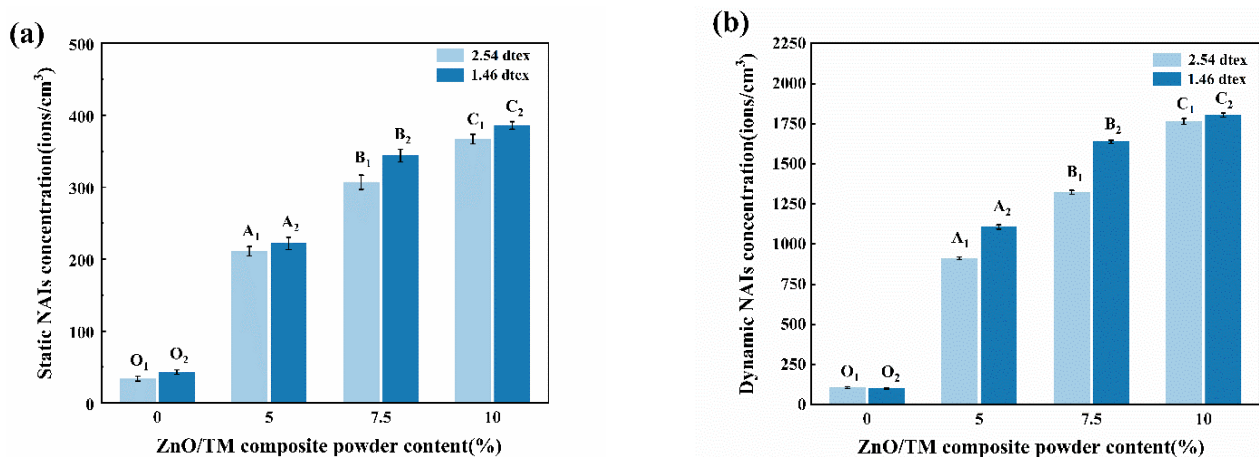 (a)
Static NAIs concentration(ions/cm³)
500
400
300
200
100
0
2.54 dtex
1.46 dtex
O₁
O₂
A₁
A₂
B₁
B₂
C₁
C₂
0
5
7.5
10
ZnO/TM composite powder content(%)
(b)
Dynamic NAIs concentration(ions/cm³)
2250
2000
1750
1500
1250
1000
750
500
250
0
2.54 dtex
1.46 dtex
O₁
O₂
A₁
A₂
B₁
B₂
C₁
C₂
0
5
7.5
10
ZnO/TM composite powder content(%)